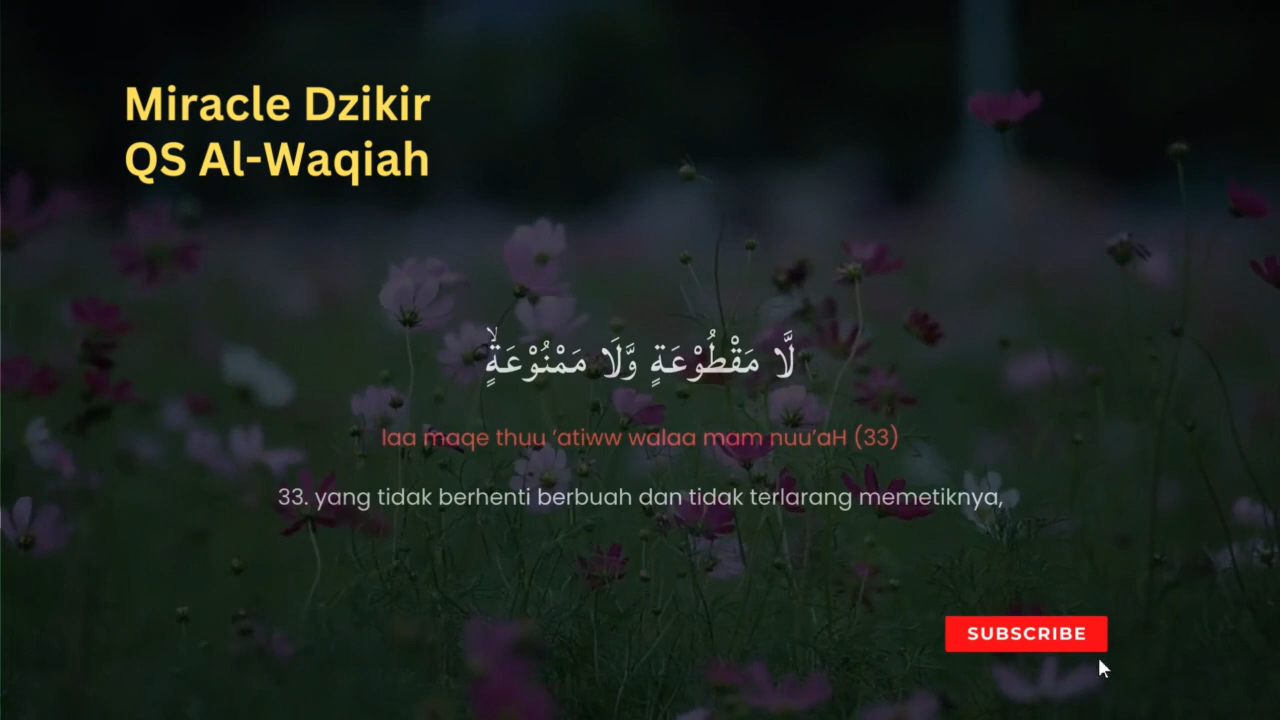 Miracle Dzikir
QS Al-Waqiah
لَّا مَقْطُوْعَةٍ وَّلَا مَمْنُوْعَةٍۙ
laa maqe thuu ‘atiww walaa mam nuu’aH (33)
33. yang tidak berhenti berbuah dan tidak terlarang memetiknya,
SUBSCRIBE